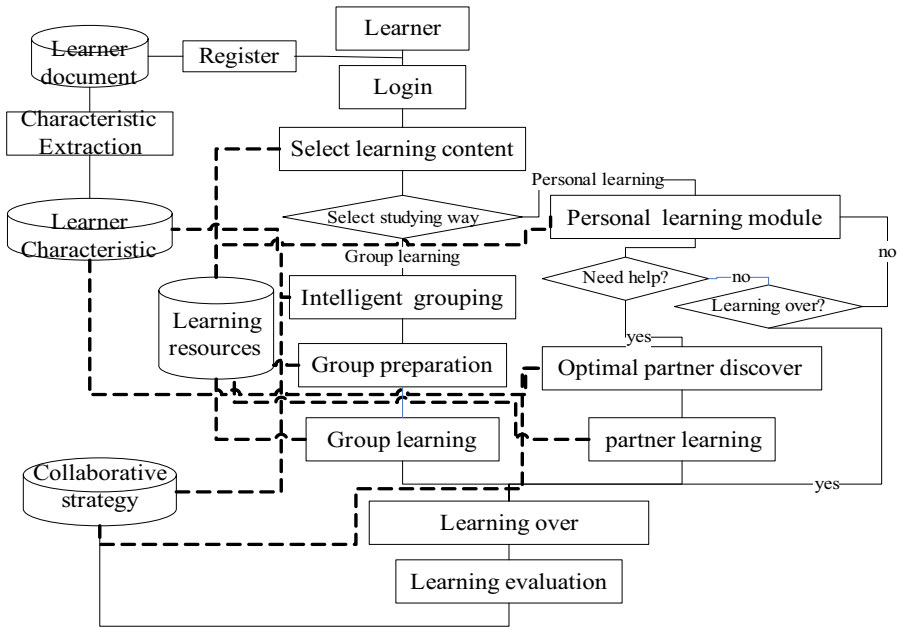 Learner
Learner
document
Register
Login
Characteristic
Extraction
Select learning content
Personal learning
Select studying way
Personal learning module
Learner
Characteristic
Group learning
no
Need help?
no
Learning over?
Intelligent grouping
Learning
resources
yes
Group preparation
Optimal partner discover
Group learning
partner learning
Collaborative
strategy
yes
Learning over
Learning evaluation